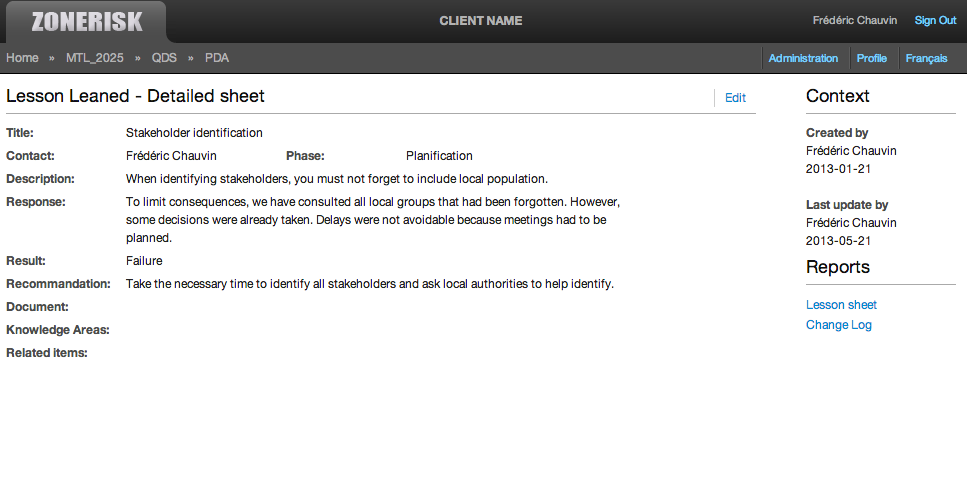 ZONERISK
CLIENT NAME
Frédéric Chauvin Sign Out
Home » MTL_2025 » QDS » PDA
Administration Profile Français
Lesson Leaned - Detailed sheet
Edit
Title: Stakeholder identification
Contact: Frédéric Chauvin Phase: Planification
Description: When identifying stakeholders, you must not forget to include local population.
Response: To limit consequences, we have consulted all local groups that had been forgotten. However,
some decisions were already taken. Delays were not avoidable because meetings had to be
planned.
Result: Failure
Recommandation: Take the necessary time to identify all stakeholders and ask local authorities to help identify.
Document:
Knowledge Areas:
Related items:
Context
Created by
Frédéric Chauvin
2013-01-21
Last update by
Frédéric Chauvin
2013-05-21
Reports
Lesson sheet
Change Log